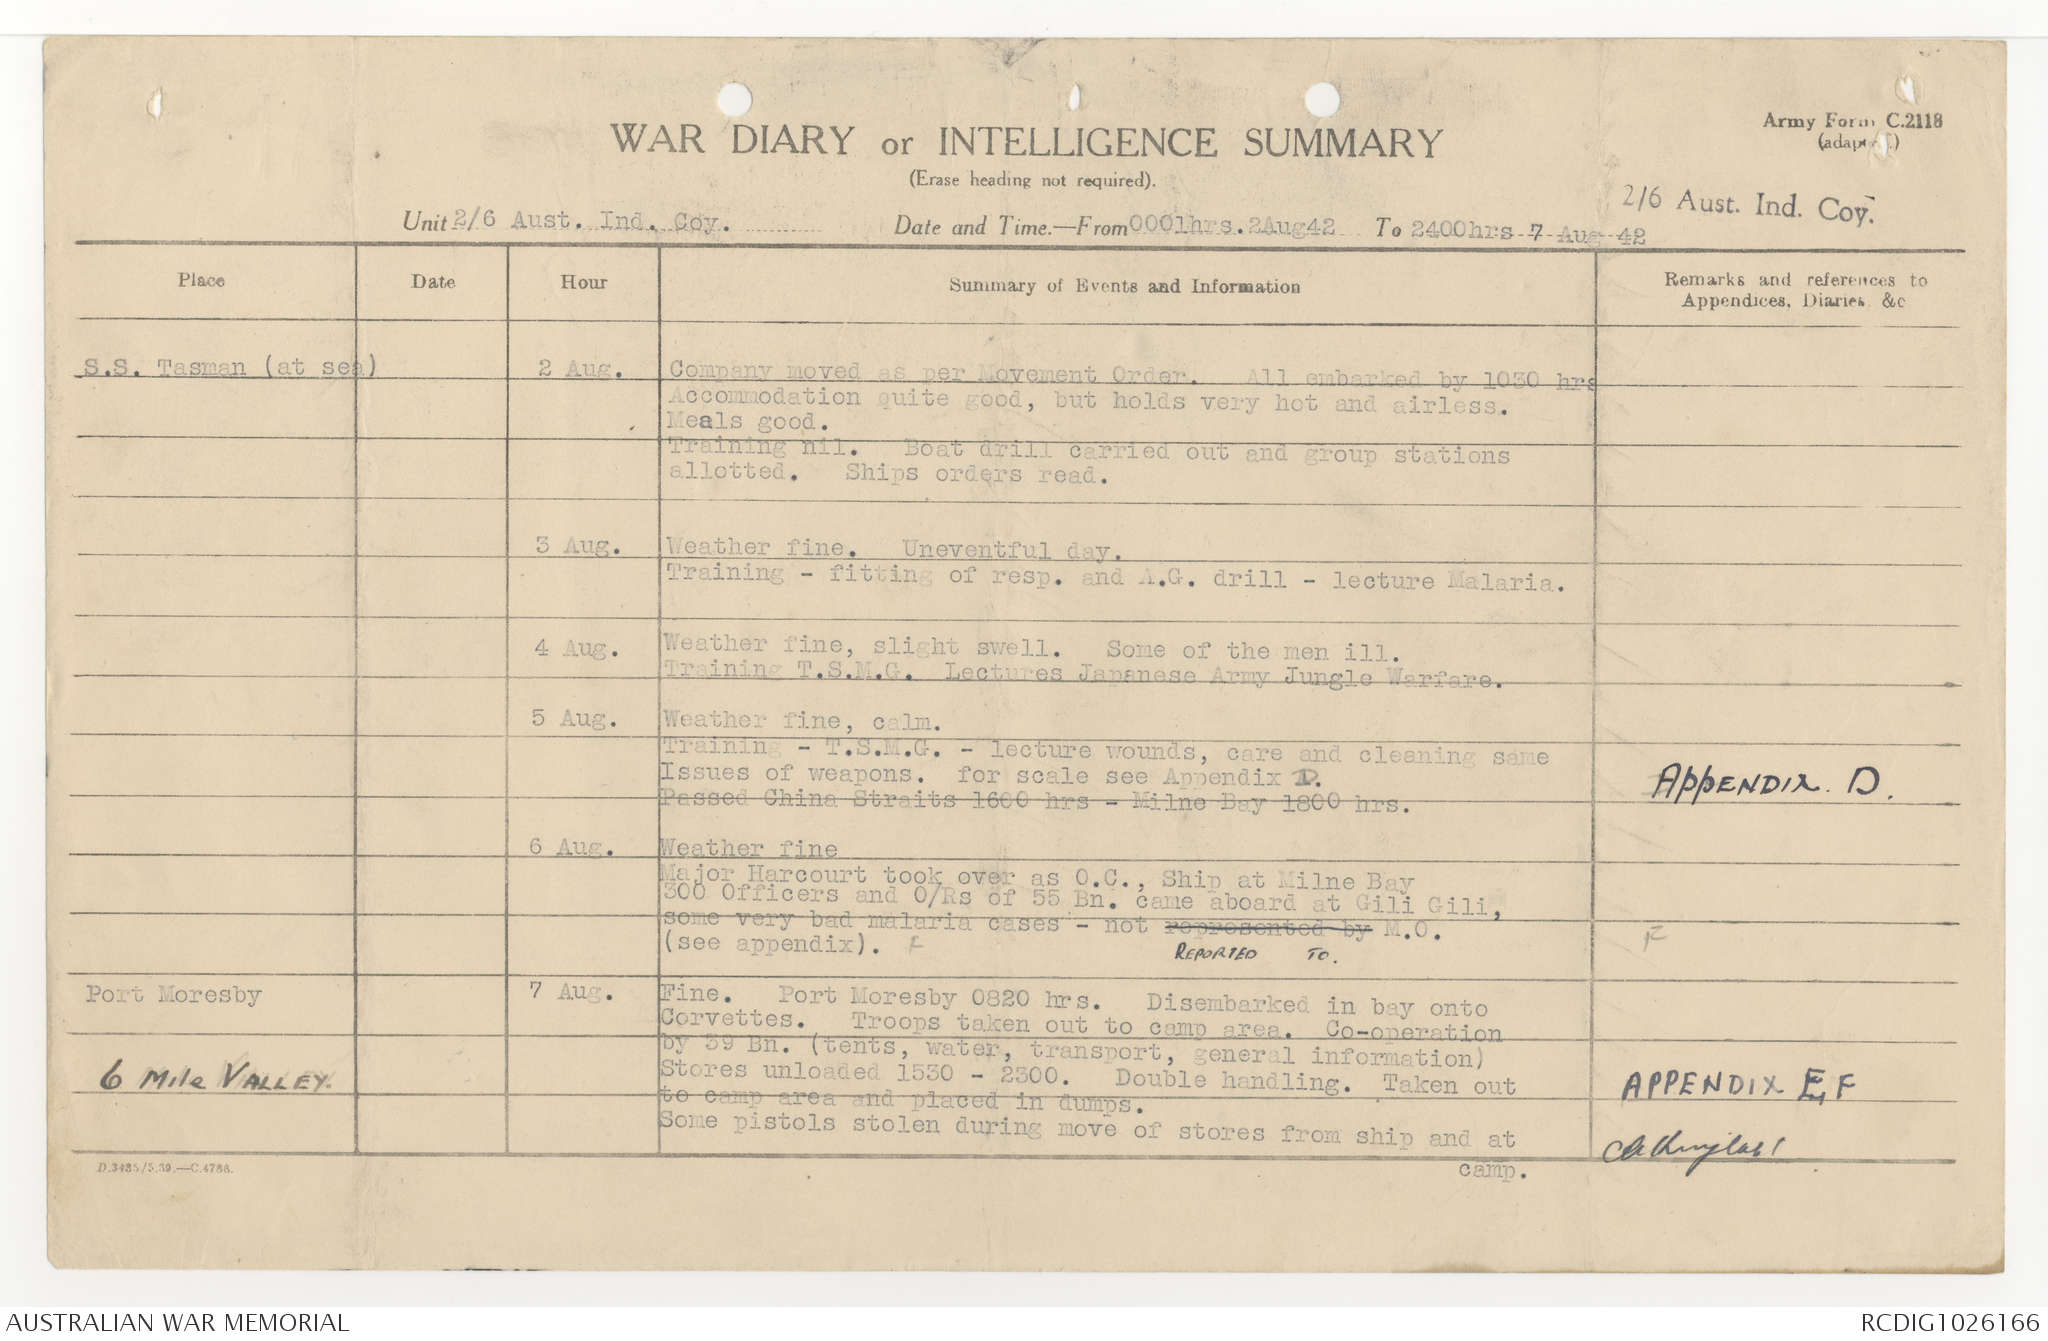 WAR DIARY or INTELLIGENCE SUMMARY
(Erase heading not required).
Army Form C.2118
(adapted)
2/6 Aust. Ind. Coy.
Unit 2/6 Aust. Ind. Coy. Date and Time.—From 0001hrs. 2Aug42 To 2400hrs 7 Aug 42
Place Date Hour Summary of Events and Information Remarks and references to
Appendices, Diaries &c
S.S. Tasman (at sea) 2 Aug. Company moved as per Movement Order. All embarked by 1030 hrs
Accommodation quite good, but holds very hot and airless.
Meals good.
Training nil. Boat drill carried out and group stations
allotted. Ships orders read.
3 Aug. Weather fine. Uneventful day.
Training - fitting of resp. and A.G. drill - lecture Malaria.
4 Aug. Weather fine, slight swell. Some of the men ill.
Training T.S.M.G. Lectures Japanese Army Jungle Warfare.
5 Aug. Weather fine, calm.
Training - T.S.M.G. - lecture wounds, care and cleaning same
Issues of weapons. for scale see Appendix D. APPENDIX D.
Passed China Straits 1600 hrs - Milne Bay 1800 hrs.
6 Aug. Weather fine
Major Harcourt took over as O.C., Ship at Milne Bay
300 Officers and O/Rs of 55 Bn. came aboard at Gili Gili,
some very bad malaria cases - not represented by M.O.
(see appendix). F REPORTED TO. F
Port Moresby 7 Aug. Fine. Port Moresby 0820 hrs. Disembarked in bay onto
Corvettes. Troops taken out to camp area. Co-operation
by 39 Bn. (tents, water, transport, general information)
6 Mile VALLEY. Stores unloaded 1530 - 2300. Double handling. Taken out APPENDIX E, F
to camp area and placed in dumps.
Some pistols stolen during move of stores from ship and at
camp.
D.3485/5.39.—C.4786.
AUSTRALIAN WAR MEMORIAL RCDIG1026166